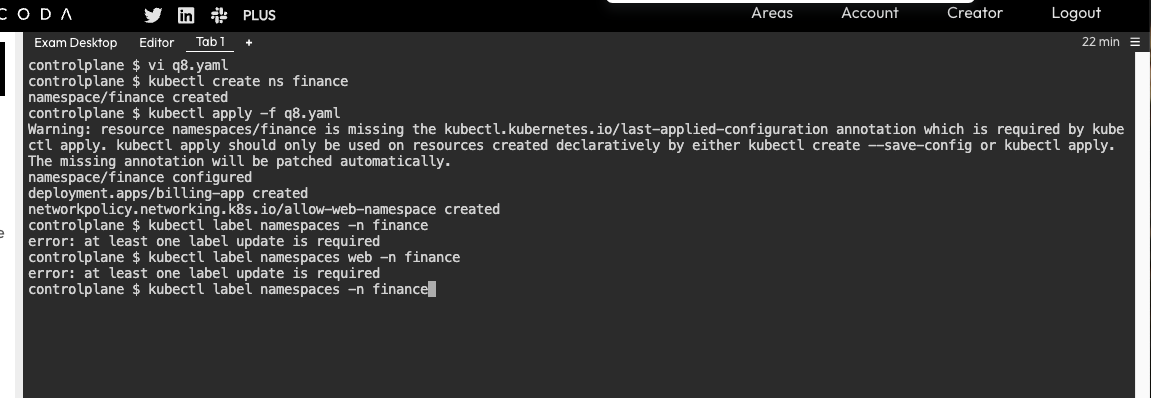 CODA PLUS Areas Account Creator Logout
Exam Desktop Editor Tab 1 + 22 min
controlplane $ vi q8.yaml
controlplane $ kubectl create ns finance
namespace/finance created
controlplane $ kubectl apply -f q8.yaml
Warning: resource namespaces/finance is missing the kubectl.kubernetes.io/last-applied-configuration annotation which is required by kube
ctl apply. kubectl apply should only be used on resources created declaratively by either kubectl create --save-config or kubectl apply.
The missing annotation will be patched automatically.
namespace/finance configured
deployment.apps/billing-app created
networkpolicy.networking.k8s.io/allow-web-namespace created
controlplane $ kubectl label namespaces -n finance
e
error: at least one label update is required
controlplane $ kubectl label namespaces web -n finance
error: at least one label update is required
controlplane $ kubectl label namespaces -n finance